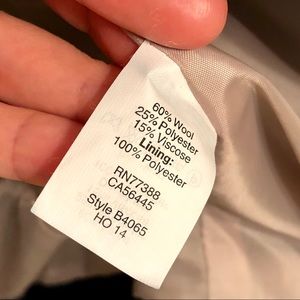 60% Wool
25% Polyester
15% Viscose
Lining:
100% Polyester
RN77388
CA56445
Style B4065
HO 14